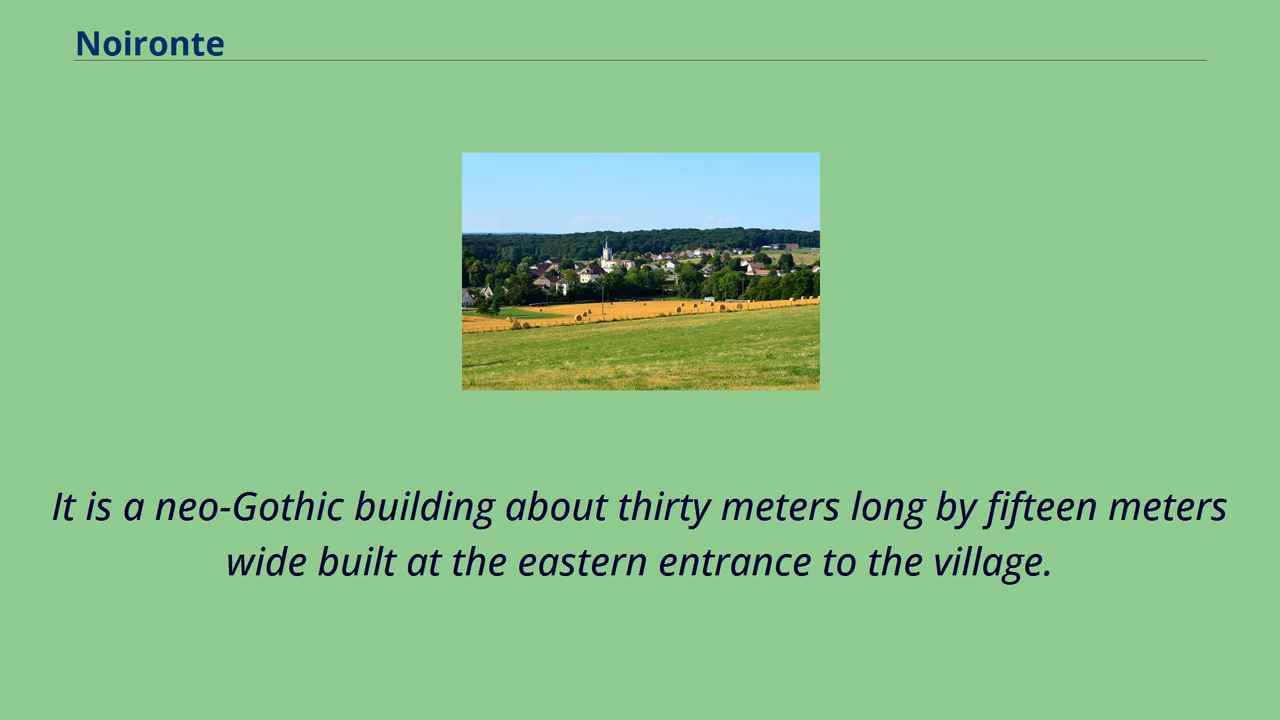 Noironte
It is a neo-Gothic building about thirty meters long by fifteen meters
wide built at the eastern entrance to the village.